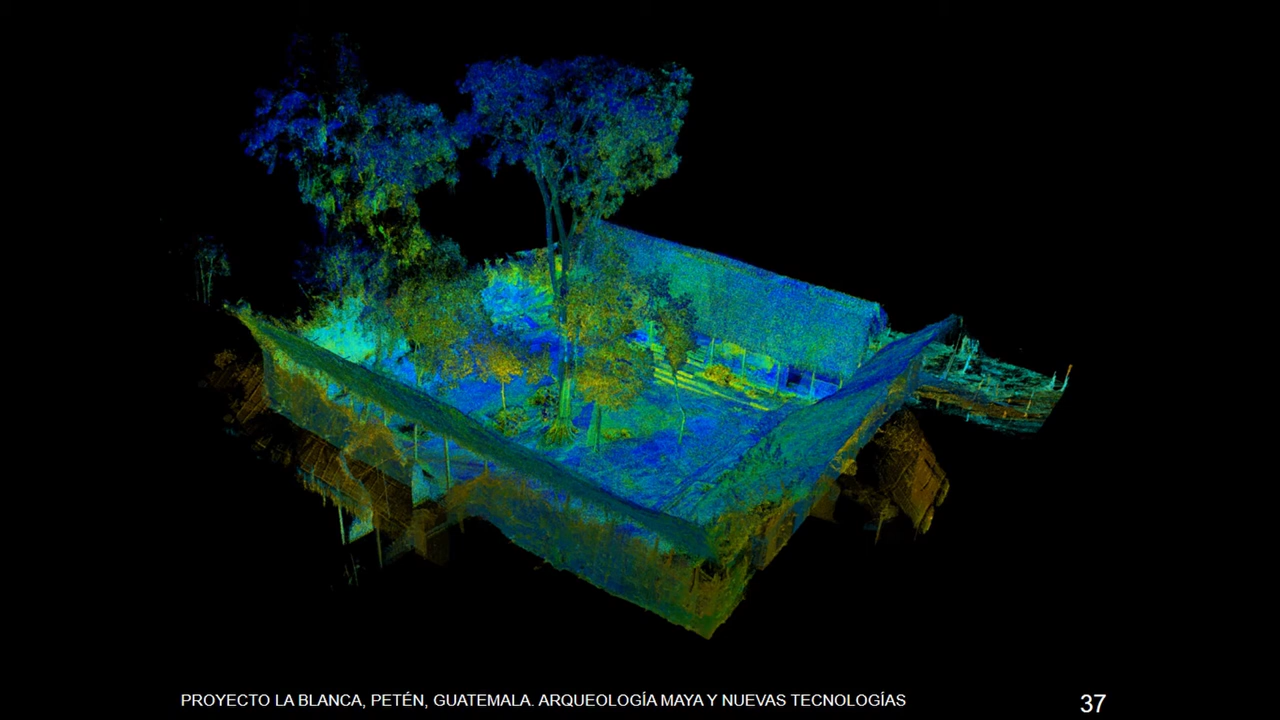 PROYECTO LA BLANCA, PETÉN, GUATEMALA. ARQUEOLOGÍA MAYA Y NUEVAS TECNOLOGÍAS
37